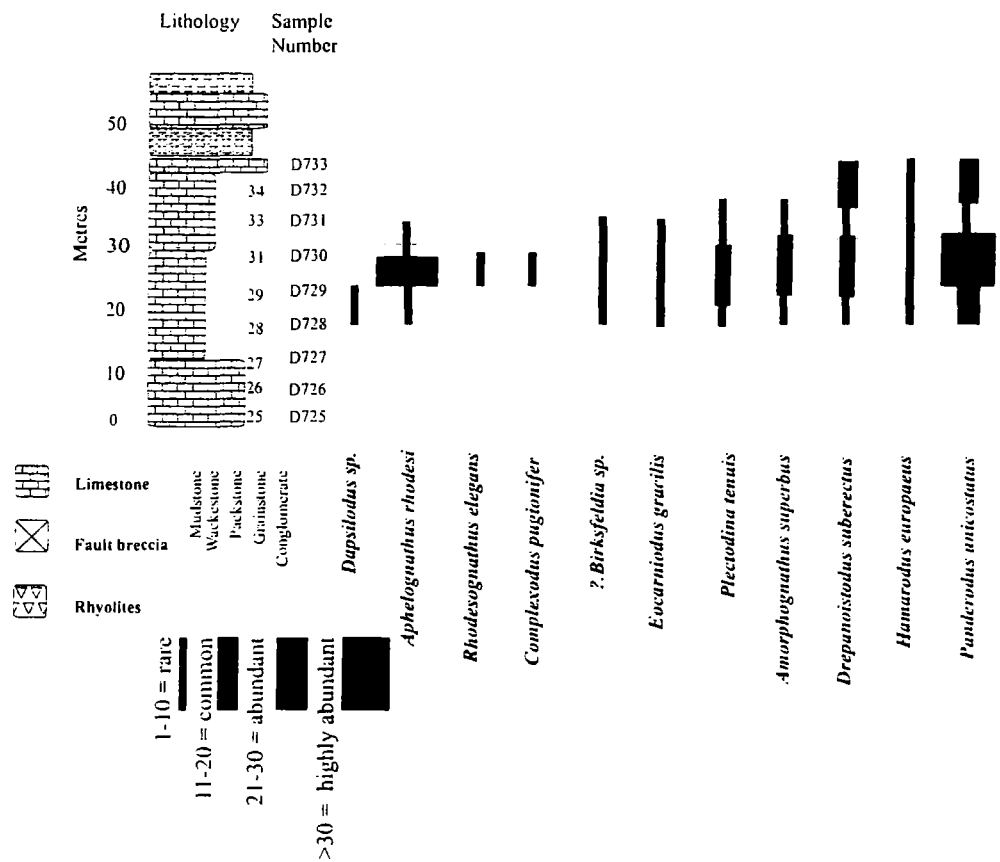 Lithology
Sample
Number
50
40
Metres
30
20
10
0
D733
34 D732
33 D731
31 D730
29 D729
28 D728
27 D727
26 D726
25 D725
Limestone
Fault breccia
Rhyolites
Mudstone
Wackestone
Packstone
Grainstone
Conglomerate
Dapsilodus sp.
Aphelognathus rhodesi
Rhodesognathus elegans
Complexodus pugionifer
?.Birksfeldia sp.
Eocarniodus gracilis
Plectodina tenuis
Amorphognathus superbus
Drepanoistodus suberectus
Hamarodus europaeus
Panderodus unicostatus
1-10 = rare
11-20 = common
21-30 = abundant
>30 = highly abundant